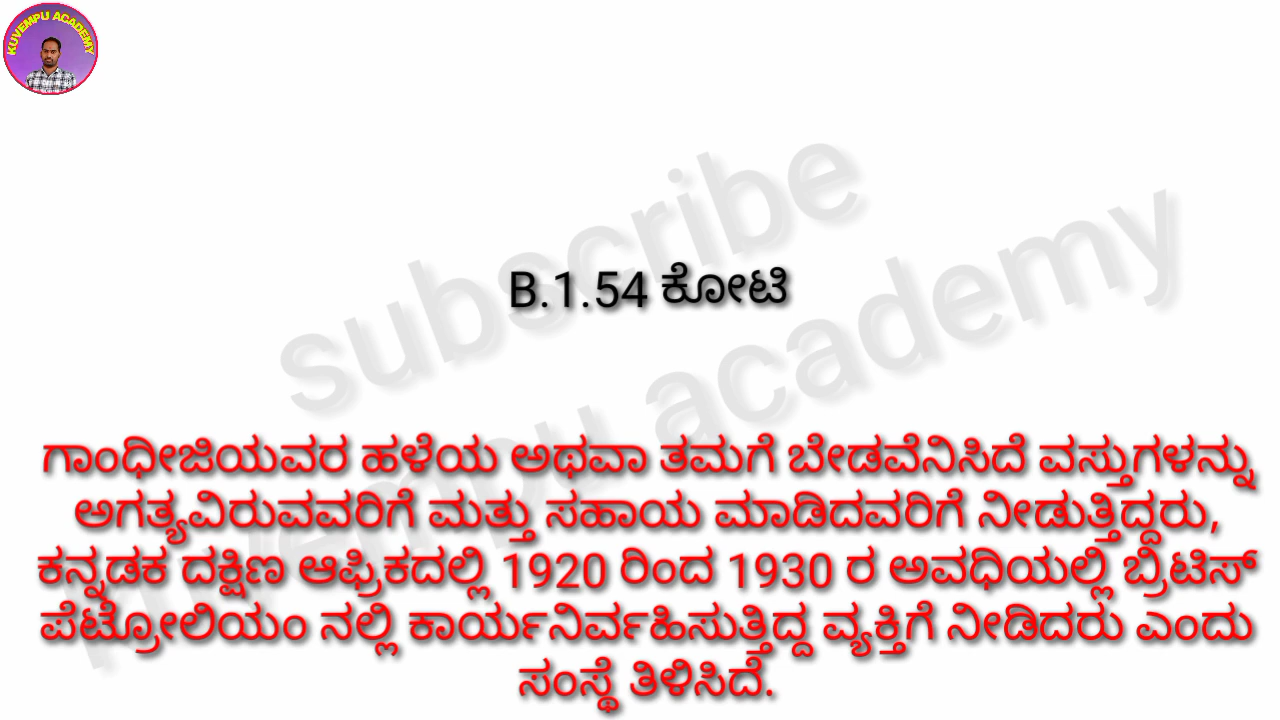 KUVEMPU ACADEMY
subscribe
kuvempu academy
B.1.54 ಕೋಟಿ
ಗಾಂಧೀಜಿಯವರ ಹಳೆಯ ಅಥವಾ ತಮಗೆ ಬೇಡವೆನಿಸಿದೆ ವಸ್ತುಗಳನ್ನು
ಅಗತ್ಯವಿರುವವರಿಗೆ ಮತ್ತು ಸಹಾಯ ಮಾಡಿದವರಿಗೆ ನೀಡುತ್ತಿದ್ದರು,
ಕನ್ನಡಕ ದಕ್ಷಿಣ ಆಫ್ರಿಕದಲ್ಲಿ 1920 ರಿಂದ 1930 ರ ಅವಧಿಯಲ್ಲಿ ಬ್ರಿಟಿಸ್
ಪೆಟ್ರೋಲಿಯಂ ನಲ್ಲಿ ಕಾರ್ಯನಿರ್ವಹಿಸುತ್ತಿದ್ದ ವ್ಯಕ್ತಿಗೆ ನೀಡಿದರು ಎಂದು
ಸಂಸ್ಥೆ ತಿಳಿಸಿದೆ.